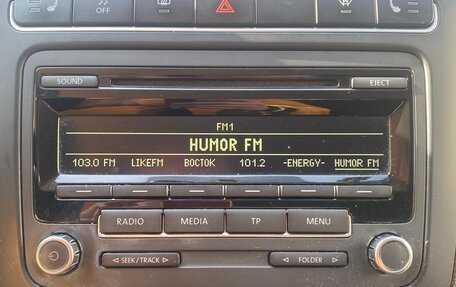 OFF
SOUND
EJECT
FM1
HUMOR FM
103.0 FM LIKEFM ВОСТОК 101.2 -ENERGY- HUMOR FM
RADIO MEDIA TP MENU
◁ SEEK/TRACK ▷ ◁ FOLDER ▷